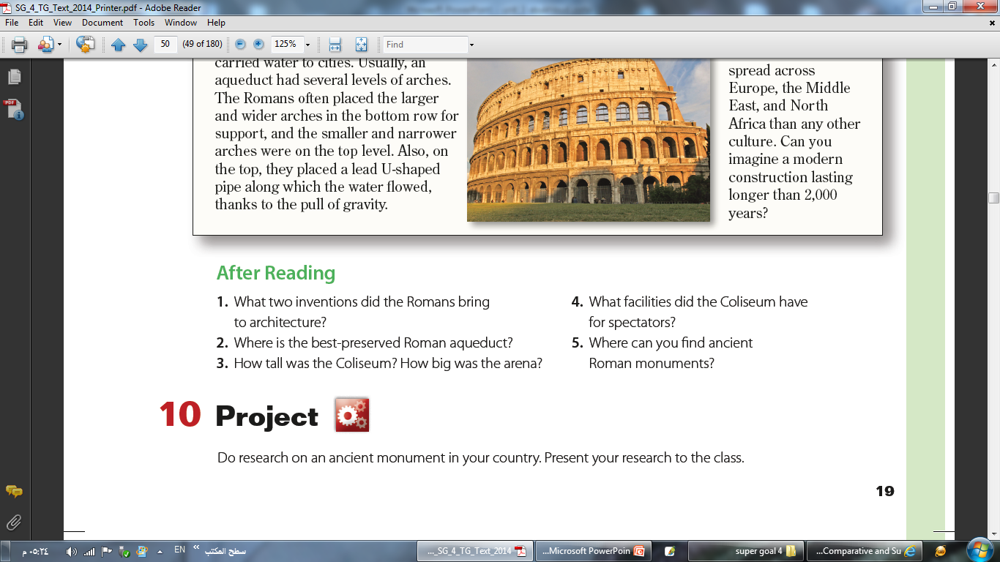 SG_4_TG_Text_2014_Printer.pdf - Adobe Reader
File Edit View Document Tools Window Help
50 (49 of 180) 125% Find
carried water to cities. Usually, an
aqueduct had several levels of arches.
The Romans often placed the larger
and wider arches in the bottom row for
support, and the smaller and narrower
arches were on the top level. Also, on
the top, they placed a lead U-shaped
pipe along which the water flowed,
thanks to the pull of gravity.
spread across
Europe, the Middle
East, and North
Africa than any other
culture. Can you
imagine a modern
construction lasting
longer than 2,000
years?
After Reading
1. What two inventions did the Romans bring
to architecture?
2. Where is the best-preserved Roman aqueduct?
3. How tall was the Coliseum? How big was the arena?
4. What facilities did the Coliseum have
for spectators?
5. Where can you find ancient
Roman monuments?
10 Project
Do research on an ancient monument in your country. Present your research to the class.
19
٠٥:٢٤ م EN سطح المكتب ..._SG_4_TG_Text_2014 ...Microsoft PowerPoin super goal 4 ...Comparative and Su